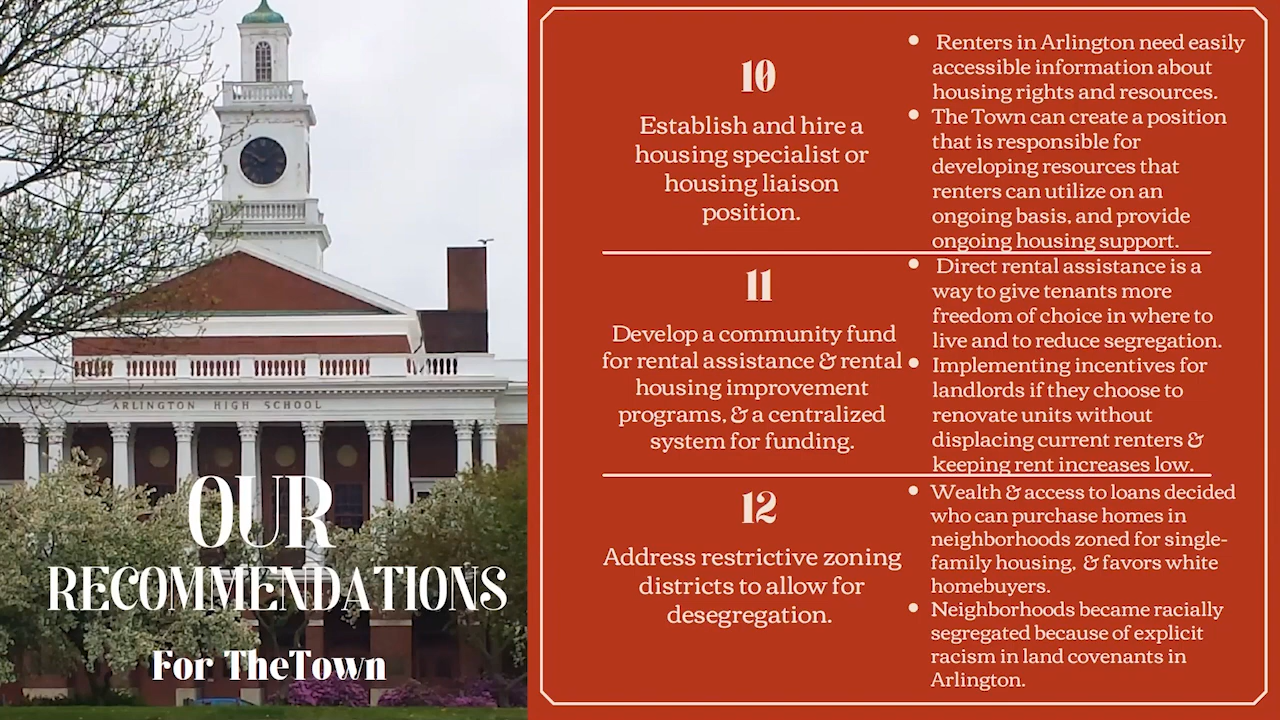 ARLINGTON HIGH SCHOOL
OUR
RECOMMENDATIONS
For TheTown
10
Establish and hire a
housing specialist or
housing liaison
position.
Renters in Arlington need easily
accessible information about
housing rights and resources.
The Town can create a position
that is responsible for
developing resources that
renters can utilize on an
ongoing basis, and provide
ongoing housing support.
11
Develop a community fund
for rental assistance & rental
housing improvement
programs, & a centralized
system for funding.
Direct rental assistance is a
way to give tenants more
freedom of choice in where to
live and to reduce segregation.
Implementing incentives for
landlords if they choose to
renovate units without
displacing current renters &
keeping rent increases low.
12
Address restrictive zoning
districts to allow for
desegregation.
Wealth & access to loans decided
who can purchase homes in
neighborhoods zoned for single-
family housing, & favors white
homebuyers.
Neighborhoods became racially
segregated because of explicit
racism in land covenants in
Arlington.